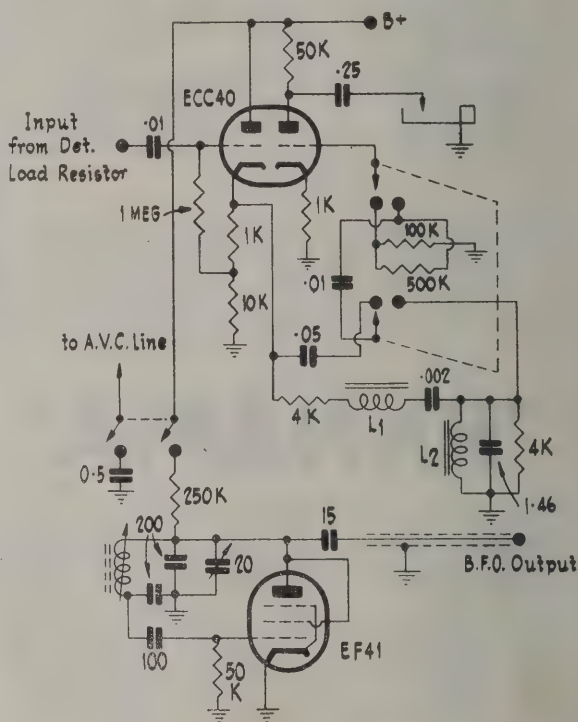 B+
50K
.25
ECC40
Input
from Det.
Load Resistor
.01
1 MEG
1K
1K
100K
500K
10K
.01
to A.V.C. Line
.05
.002
4K
L1
L2
4K
1.46
0.5
250K
200
20
15
B.F.O. Output
100
50
K
EF41